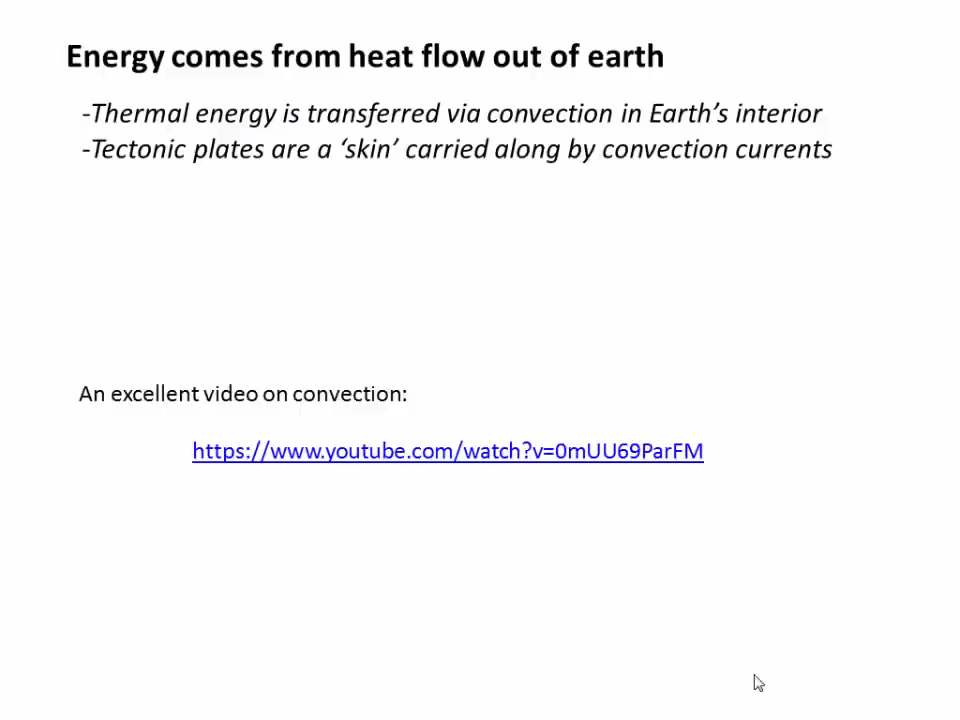 Energy comes from heat flow out of earth
-Thermal energy is transferred via convection in Earth’s interior
-Tectonic plates are a ‘skin’ carried along by convection currents
An excellent video on convection:
https://www.youtube.com/watch?v=0mUU69ParFM